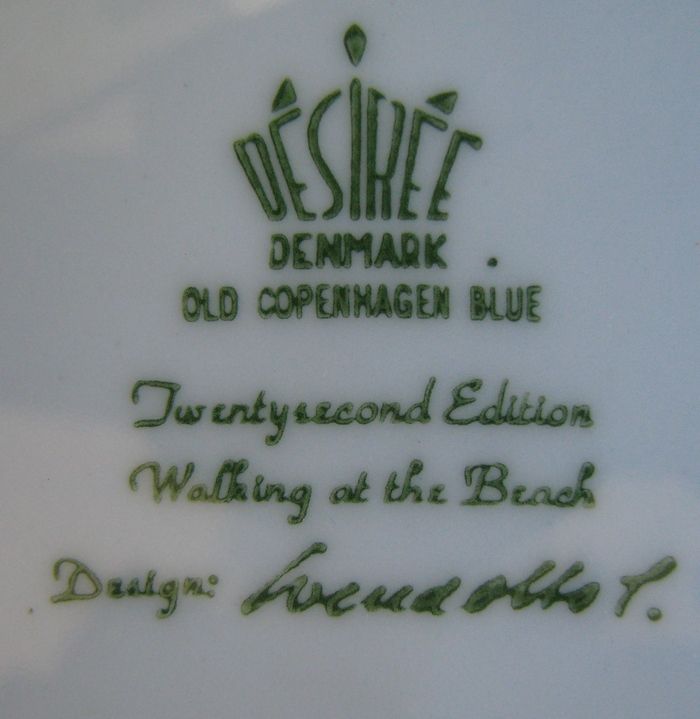 DÉSIRÉE
DENMARK
OLD COPENHAGEN BLUE
Twentysecond Edition
Walking at the Beach
Design: